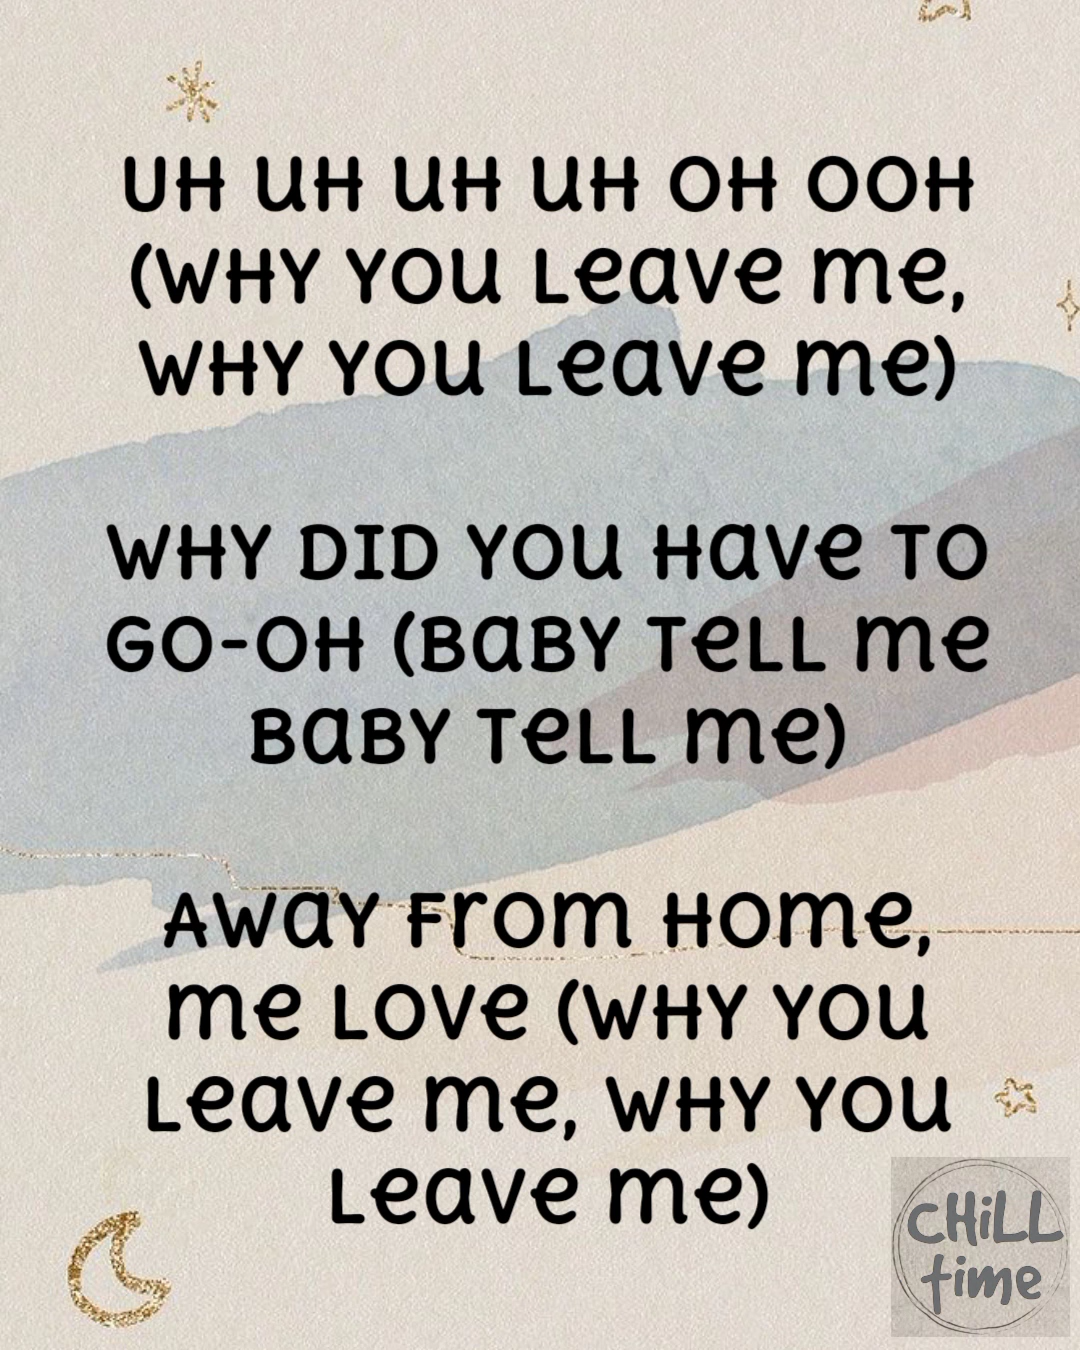 UH UH UH UH OH OOH
(WHY YOU Leave me,
WHY YOU Leave me)
WHY DID YOU Have TO
GO-OH (BaBY TeLL me
BaBY TeLL me)
AWaY From Home,
me Love (WHY YOU
Leave me, WHY YOU
Leave me)
CHiLL
time